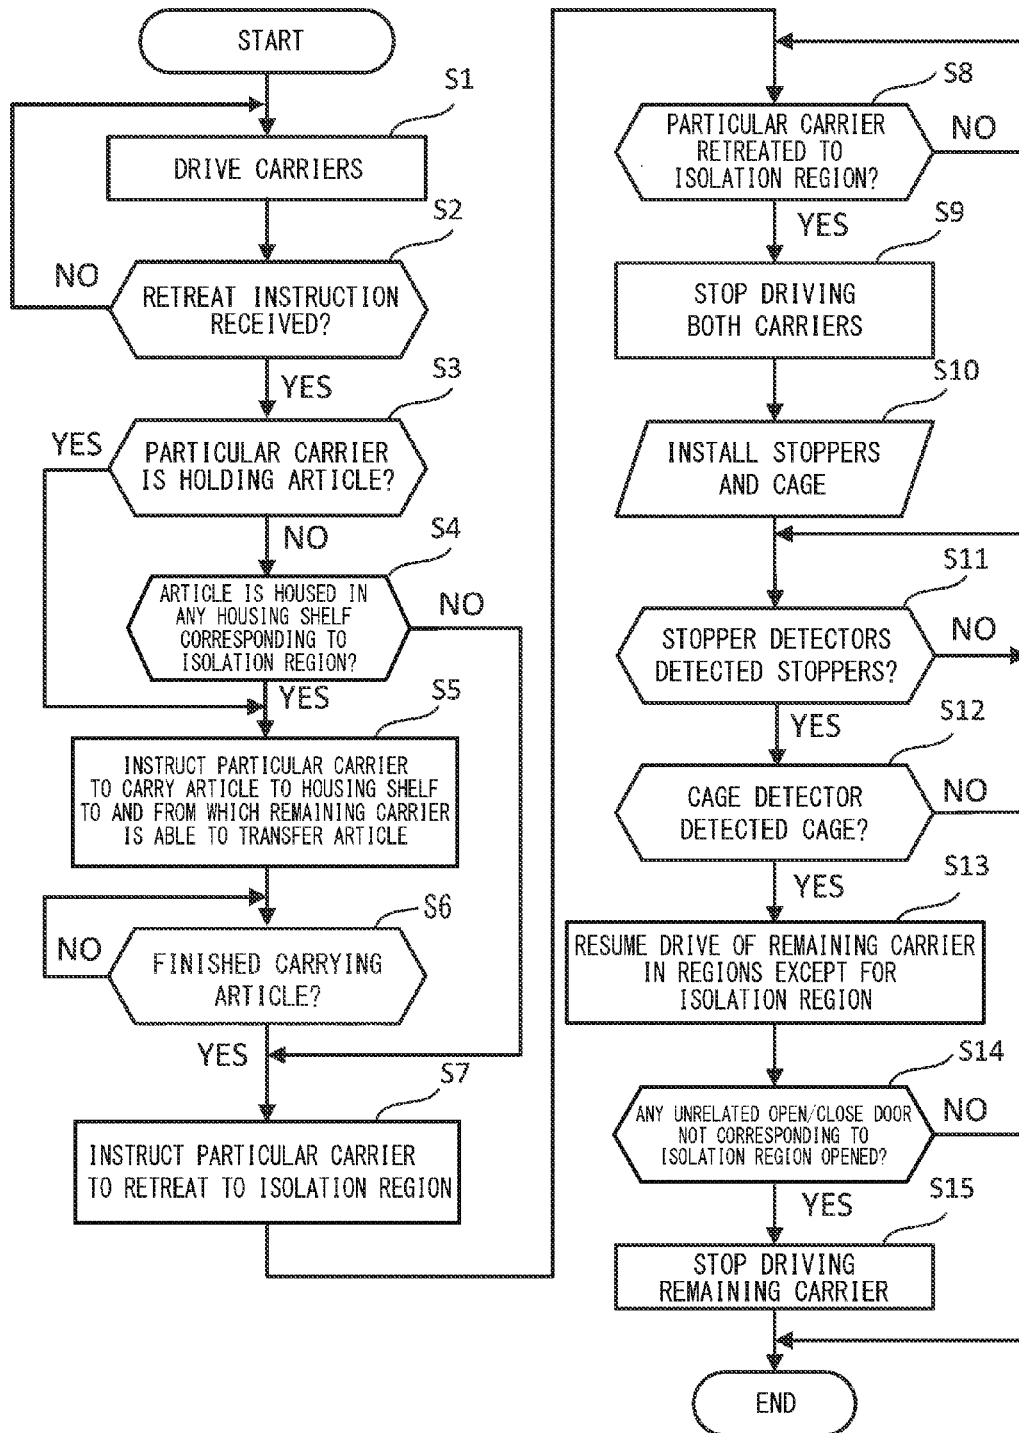 START
S1
DRIVE CARRIERS
S2
NO
RETREAT INSTRUCTION
RECEIVED?
YES
S3
YES
PARTICULAR CARRIER
IS HOLDING ARTICLE?
NO
S4
ARTICLE IS HOUSED IN
ANY HOUSING SHELF
CORRESPONDING TO
ISOLATION REGION?
NO
YES
S5
INSTRUCT PARTICULAR CARRIER
TO CARRY ARTICLE TO HOUSING SHELF
TO AND FROM WHICH REMAINING CARRIER
IS ABLE TO TRANSFER ARTICLE
S6
NO
FINISHED CARRYING
ARTICLE?
YES
S7
INSTRUCT PARTICULAR CARRIER
TO RETREAT TO ISOLATION REGION
S8
PARTICULAR CARRIER
RETREATED TO
ISOLATION REGION?
NO
YES
S9
STOP DRIVING
BOTH CARRIERS
S10
INSTALL STOPPERS
AND CAGE
S11
STOPPER DETECTORS
DETECTED STOPPERS?
NO
YES
S12
CAGE DETECTOR
DETECTED CAGE?
NO
YES
S13
RESUME DRIVE OF REMAINING CARRIER
IN REGIONS EXCEPT FOR
ISOLATION REGION
S14
ANY UNRELATED OPEN/CLOSE DOOR
NOT CORRESPONDING TO
ISOLATION REGION OPENED?
NO
YES
S15
STOP DRIVING
REMAINING CARRIER
END